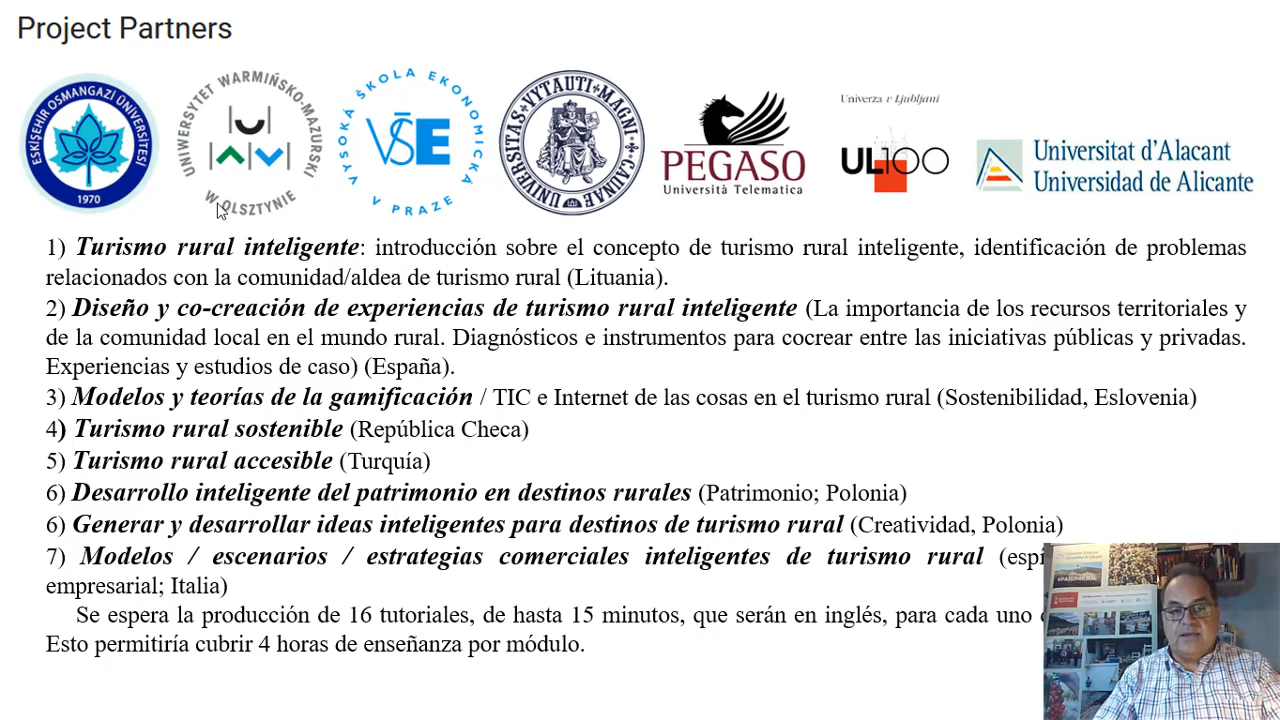 Project Partners
ESKİŞEHİR OSMANGAZİ ÜNİVERSİTESİ
1970
UNIWERSYTET WARMIŃSKO-MAZURSKI
W OLSZTYNIE
VYSOKÁ ŠKOLA EKONOMICKÁ
V PRAZE
VŠE
UNIVERSITAS VYTAUTI MAGNI
PEGASO
Università Telematica
Univerza v Ljubljani
UL100
Universitat d'Alacant
Universidad de Alicante
1) Turismo rural inteligente: introducción sobre el concepto de turismo rural inteligente, identificación de problemas
relacionados con la comunidad/aldea de turismo rural (Lituania).
2) Diseño y co-creación de experiencias de turismo rural inteligente (La importancia de los recursos territoriales y
de la comunidad local en el mundo rural. Diagnósticos e instrumentos para cocrear entre las iniciativas públicas y privadas.
Experiencias y estudios de caso) (España).
3) Modelos y teorías de la gamificación / TIC e Internet de las cosas en el turismo rural (Sostenibilidad, Eslovenia)
4) Turismo rural sostenible (República Checa)
5) Turismo rural accesible (Turquía)
6) Desarrollo inteligente del patrimonio en destinos rurales (Patrimonio; Polonia)
6) Generar y desarrollar ideas inteligentes para destinos de turismo rural (Creatividad, Polonia)
7) Modelos / escenarios / estrategias comerciales inteligentes de turismo rural
empresarial; Italia)
Se espera la producción de 16 tutoriales, de hasta 15 minutos, que serán en inglés, para cada uno
Esto permitiría cubrir 4 horas de enseñanza por módulo.